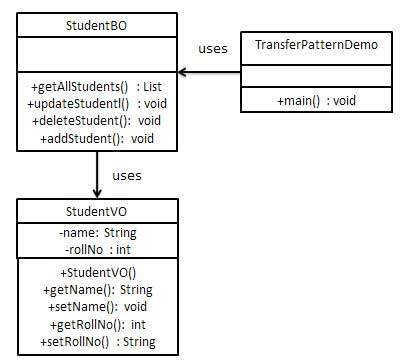 StudentBO
+getAllStudents() : List
+updateStudentl() : void
+deleteStudent(): void
+addStudent(): void
uses
TransferPatternDemo
+main() : void
uses
StudentVO
-name: String
-rollNo : int
+StudentVO()
+getName(): String
+setName(): void
+getRollNo(): int
+setRollNo() : String